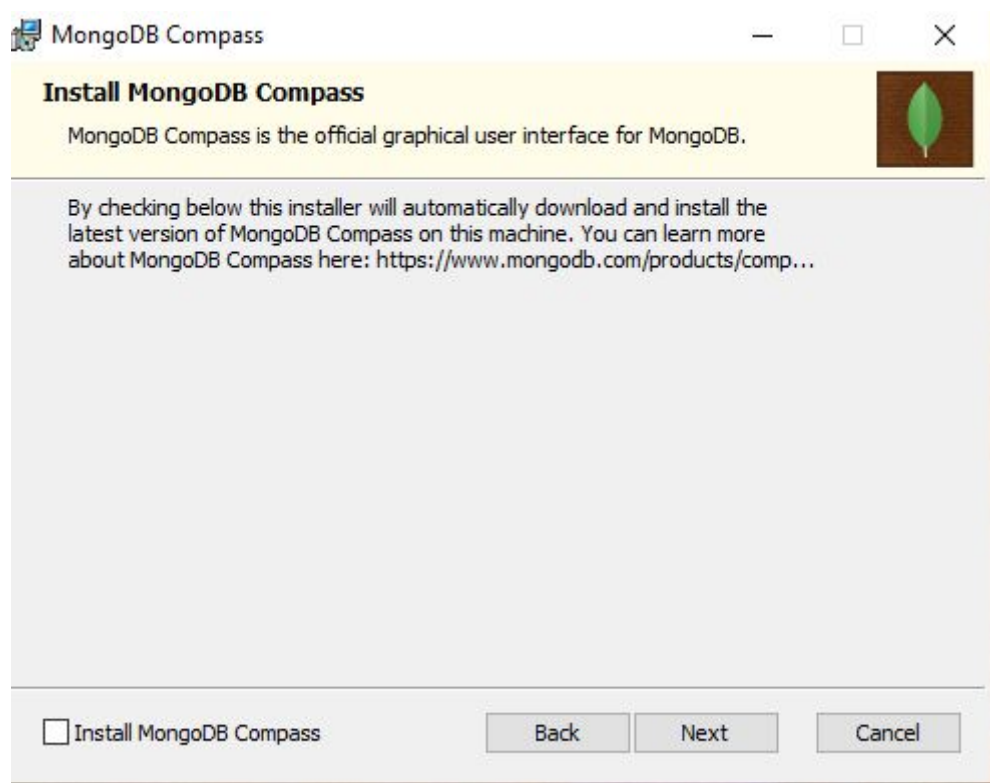 MongoDB Compass
Install MongoDB Compass
MongoDB Compass is the official graphical user interface for MongoDB.
By checking below this installer will automatically download and install the
latest version of MongoDB Compass on this machine. You can learn more
about MongoDB Compass here: https://www.mongodb.com/products/comp...
Install MongoDB Compass
Back
Next
Cancel